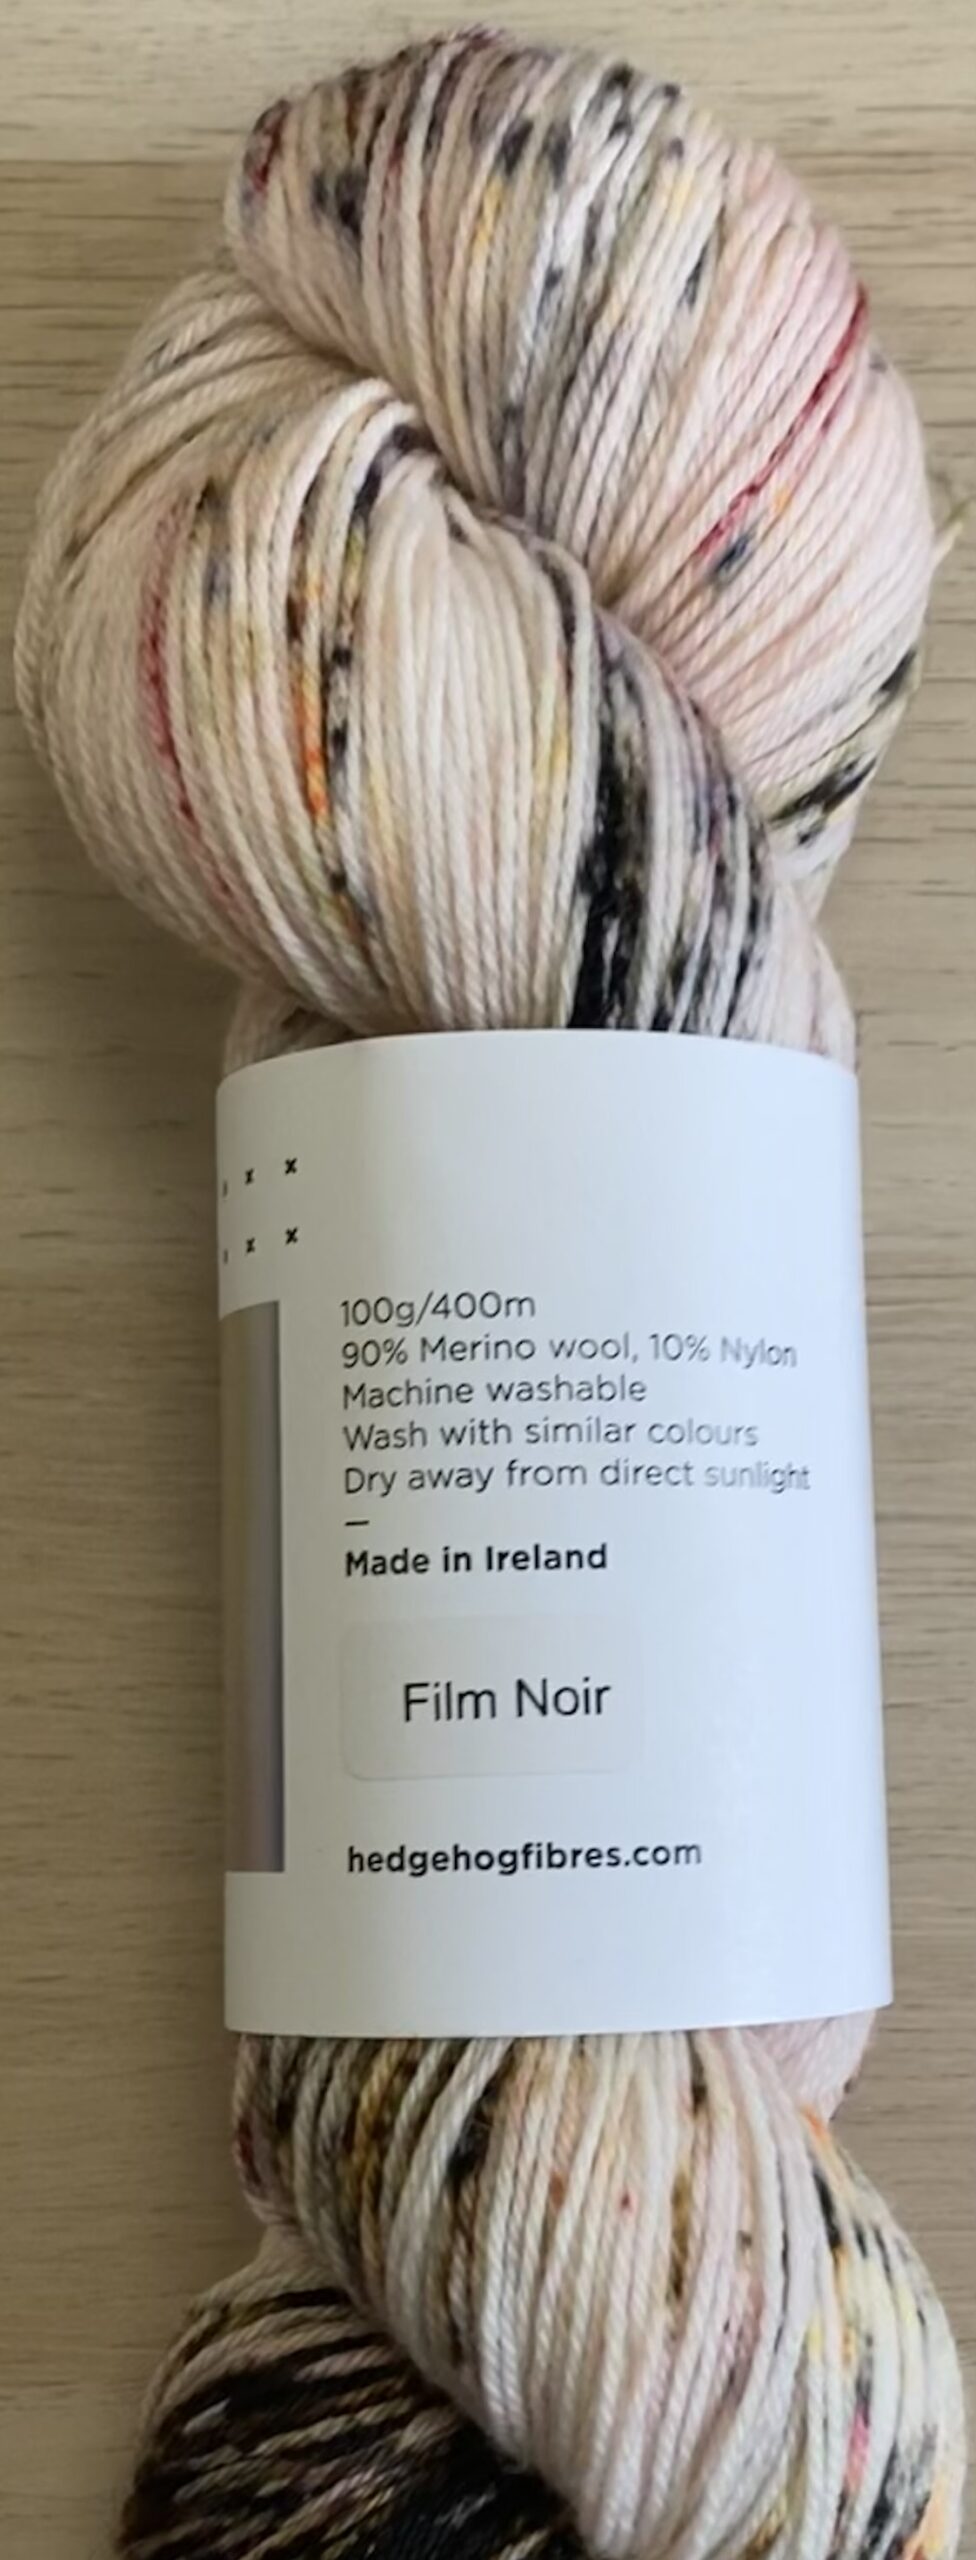 100g/400m
90% Merino wool, 10% Nylon
Machine washable
Wash with similar colours
Dry away from direct sunlight
—
Made in Ireland
Film Noir
hedgehogfibres.com